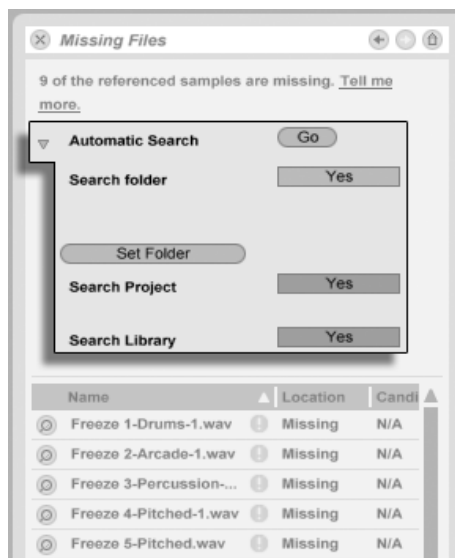 Missing Files
9 of the referenced samples are missing. Tell me
more.
Automatic Search Go
Search folder Yes
Set Folder
Search Project Yes
Search Library Yes
Name Location Candi
Freeze 1-Drums-1.wav Missing N/A
Freeze 2-Arcade-1.wav Missing N/A
Freeze 3-Percussion-... Missing N/A
Freeze 4-Pitched-1.wav Missing N/A
Freeze 5-Pitched.wav Missing N/A